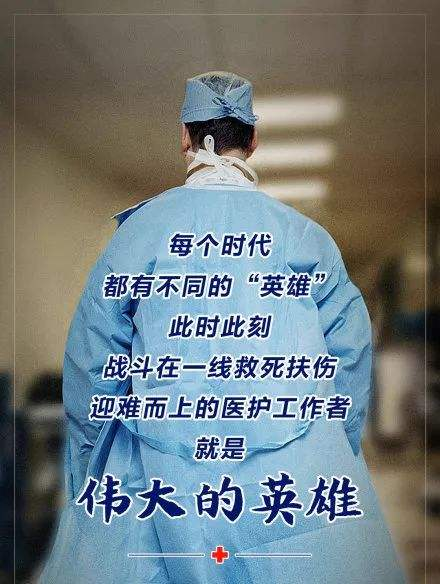 每个时代
都有不同的“英雄”
此时此刻
战斗在一线救死扶伤
迎难而上的医护工作者
就是
伟大的英雄